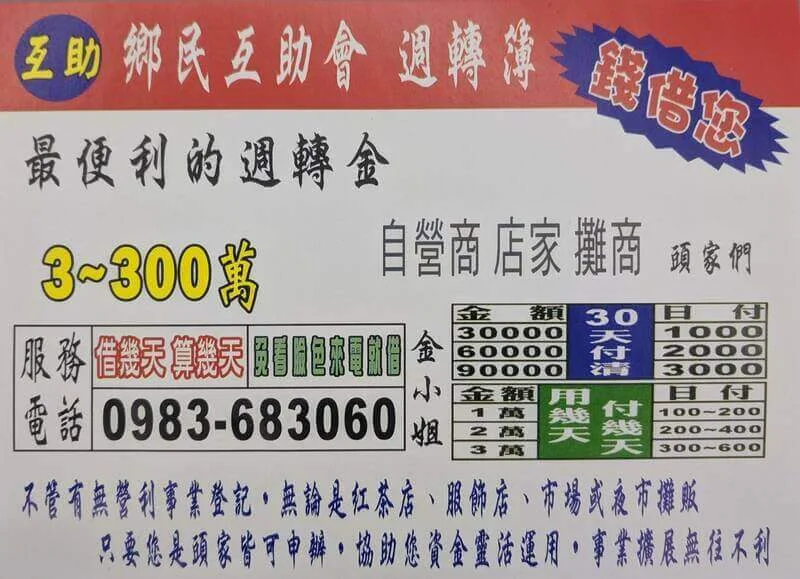 互助 鄉民互助會 週轉簿
錢借您
最便利的週轉金
3~300萬
自營商 店家 攤商 頭家們
服務電話
借幾天 算幾天 免看臉色來電就借
0983-683060
金小姐
金額 30天付清 日付
30000 1000
60000 2000
90000 3000
金額 用幾天 付幾天 日付
1萬 100~200
2萬 200~400
3萬 300~600
不管有無營利事業登記,無論是紅茶店、服飾店、市場或夜市攤販
只要您是頭家皆可申辦,協助您資金靈活運用,事業擴展無往不利